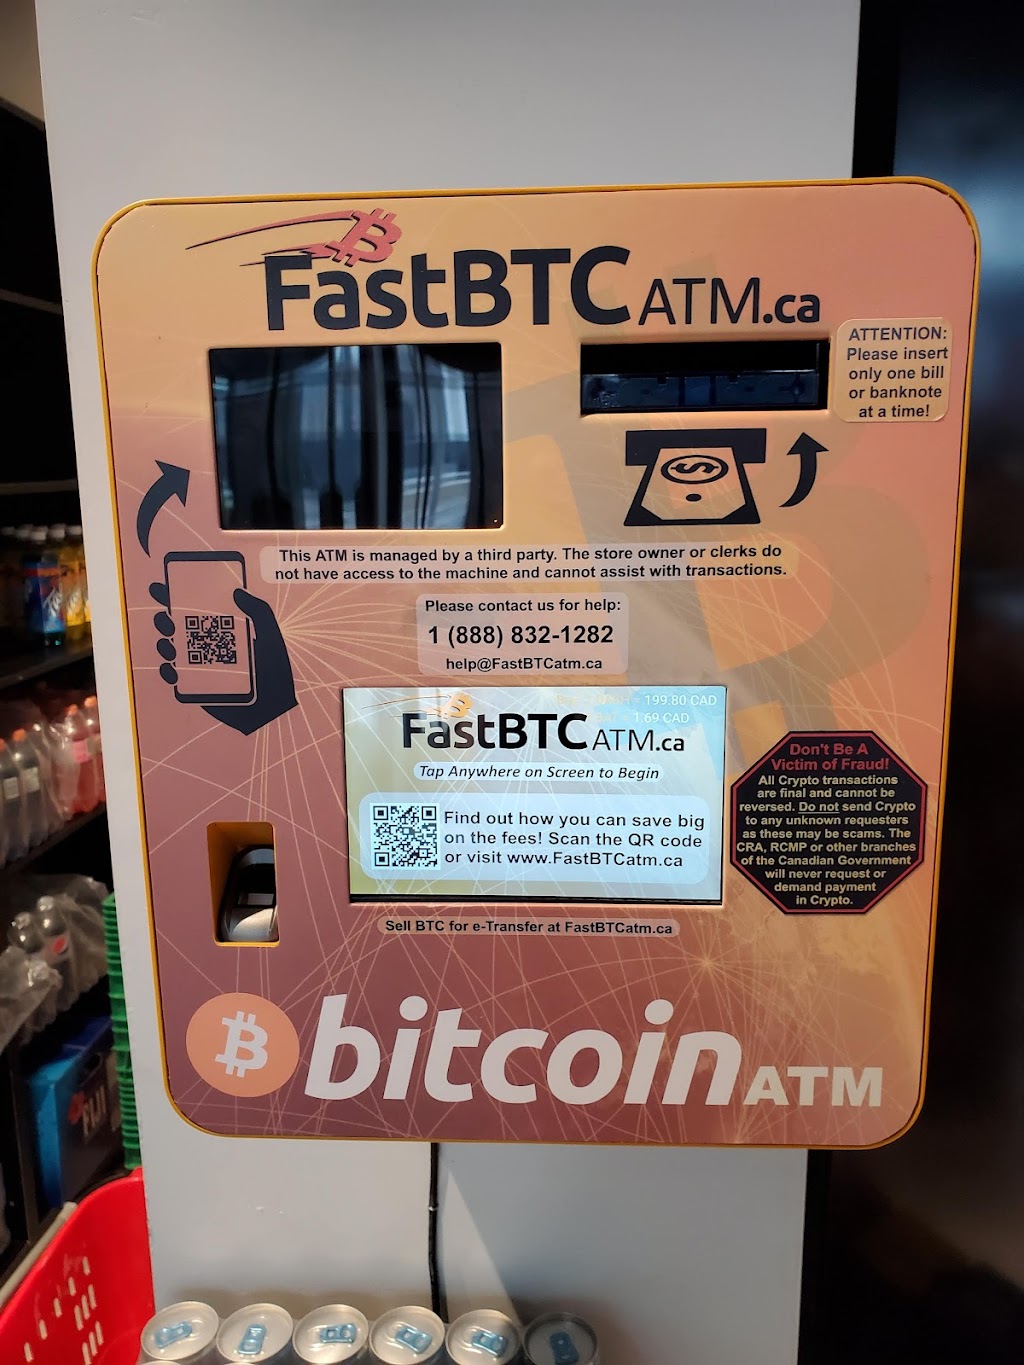 FastBTC ATM.ca
ATTENTION:
Please insert
only one bill
or banknote
at a time!
This ATM is managed by a third party. The store owner or clerks do
not have access to the machine and cannot assist with transactions.
Please contact us for help:
1 (888) 832-1282
help@FastBTCatm.ca
= 199.80 CAD
= 1.69 CAD
FastBTC ATM.ca
Tap Anywhere on Screen to Begin
Find out how you can save big
on the fees! Scan the QR code
or visit www.FastBTCatm.ca
Don't Be A
Victim of Fraud!
All Crypto transactions
are final and cannot be
reversed. Do not send Crypto
to any unknown requesters
as these may be scams. The
CRA, RCMP or other branches
of the Canadian Government
will never request or
demand payment
in Crypto.
Sell BTC for e-Transfer at FastBTCatm.ca
bitcoin ATM